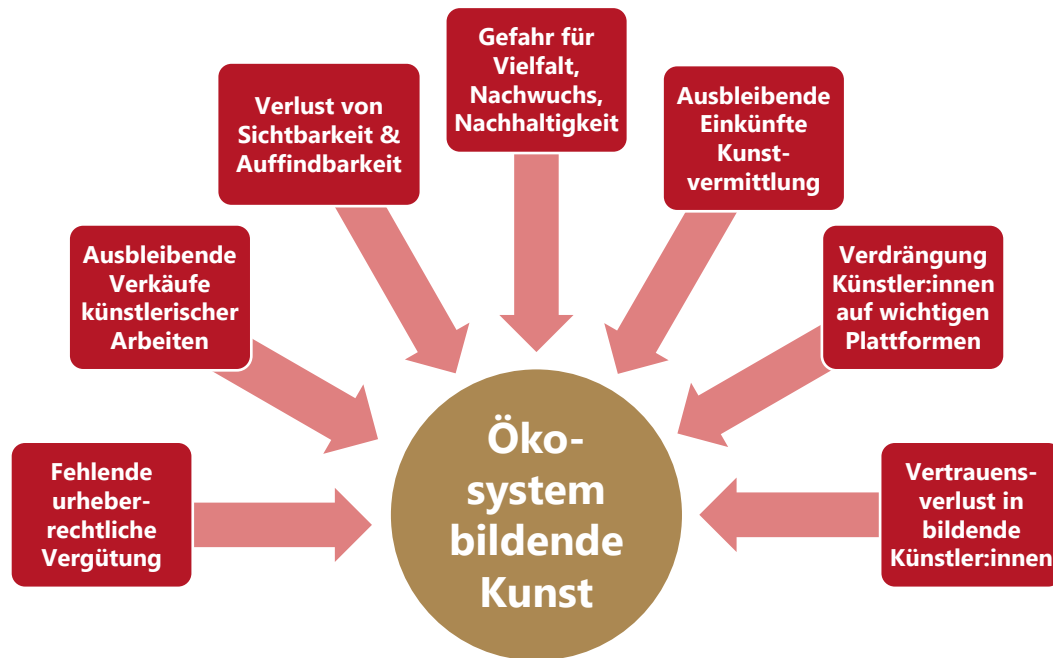 Gefahr für
Vielfalt,
Nachwuchs,
Nachhaltigkeit
Verlust von
Sichtbarkeit &
Auffindbarkeit
Ausbleibende
Einkünfte
Kunst-
vermittlung
Ausbleibende
Verkäufe
künstlerischer
Arbeiten
Verdrängung
Künstler:innen
auf wichtigen
Plattformen
Fehlende
urheber-
rechtliche
Vergütung
Öko-
system
bildende
Kunst
Vertrauens-
verlust in
bildende
Künstler:innen